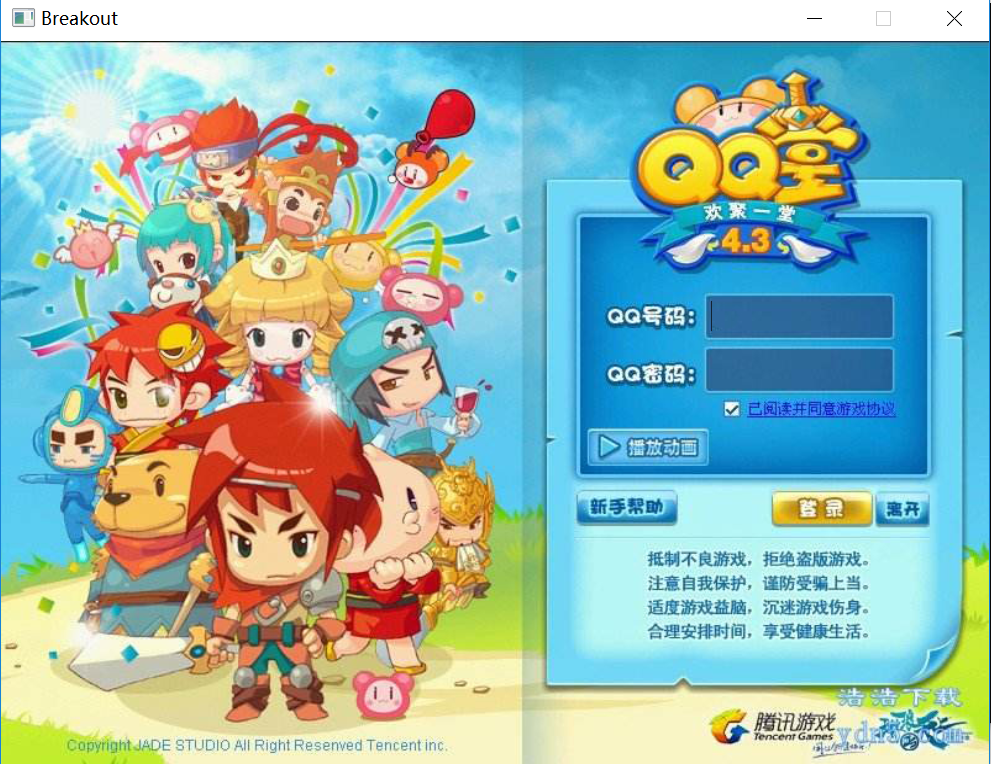 Breakout
QQ堂
欢聚一堂
4.3
QQ号码:
QQ密码:
已阅读并同意游戏协议
播放动画
新手帮助
登录
离开
抵制不良游戏，拒绝盗版游戏。
注意自我保护，谨防受骗上当。
适度游戏益脑，沉迷游戏伤身。
合理安排时间，享受健康生活。
浩浩下载
腾讯游戏
Tencent Games
Copyright JADE STUDIO All Right Reserved Tencent inc.